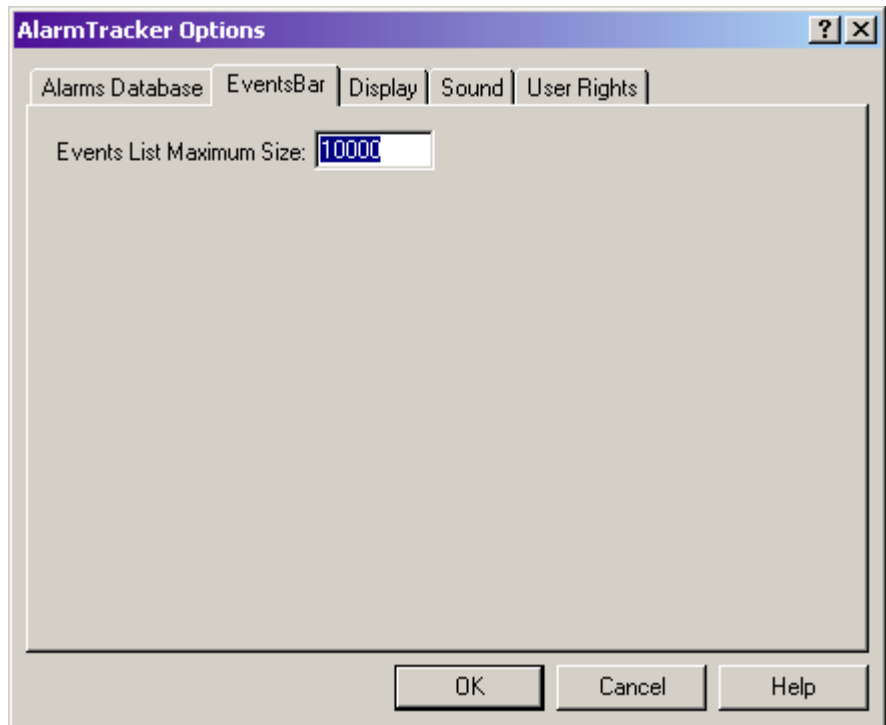 AlarmTracker Options
Alarms Database EventsBar Display Sound User Rights
Events List Maximum Size: 10000
OK Cancel Help